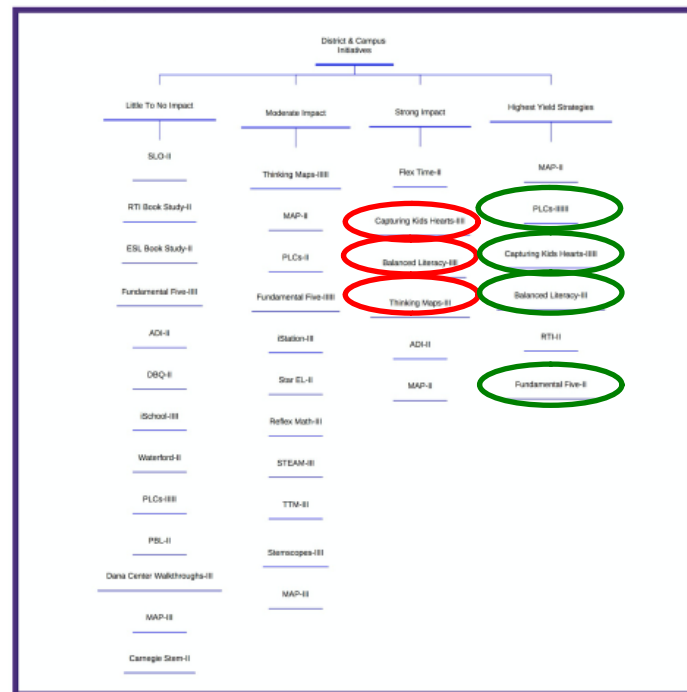 District & Campus
Initiatives
Little To No Impact
SLO-II
RTI Book Study-II
ESL Book Study-II
Fundamental Five-IIII
ADI-II
DBQ-II
iSchool-IIII
Waterford-II
PLCs-IIIII
PBL-II
Dana Center Walkthroughs-III
MAP-III
Carnegie Stem-II
Moderate Impact
Thinking Maps-IIIII
MAP-II
PLCs-II
Fundamental Five-IIIII
iStation-III
Star EL-II
Reflex Math-III
STEAM-III
TTM-III
Stemscopes-IIII
MAP-III
Strong Impact
Flex Time-II
Capturing Kids Hearts-IIII
Balanced Literacy-IIII
Thinking Maps-III
ADI-II
MAP-II
Highest Yield Strategies
MAP-II
PLCs-IIIIII
Capturing Kids Hearts-IIIII
Balanced Literacy-III
RTI-II
Fundamental Five-II